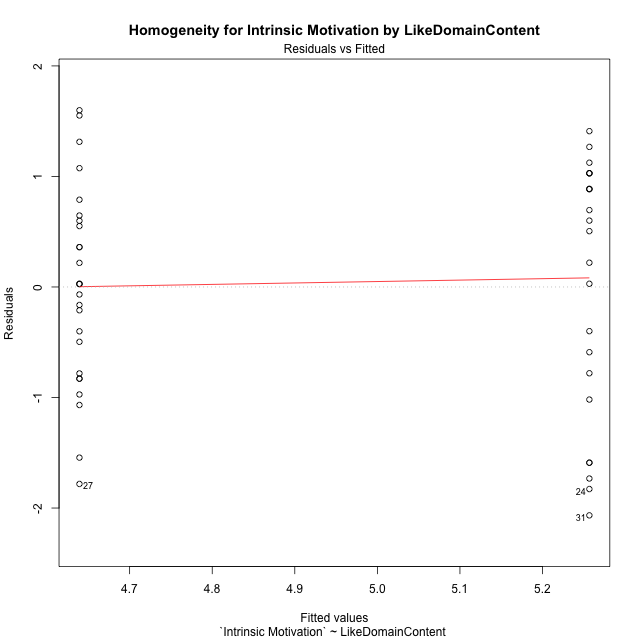 Homogeneity for Intrinsic Motivation by LikeDomainContent
Residuals vs Fitted
2
1
0
-1
-2
Residuals
27
24
31
4.7 4.8 4.9 5.0 5.1 5.2
Fitted values
`Intrinsic Motivation` ~ LikeDomainContent